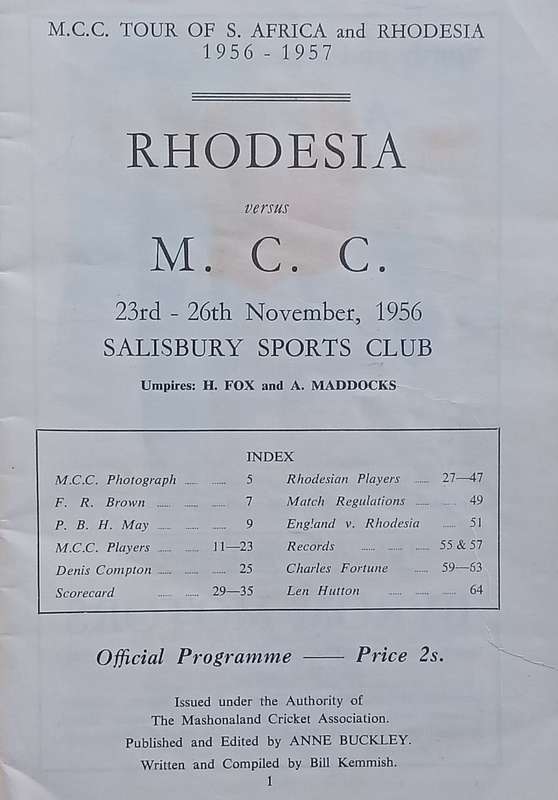 M.C.C. TOUR OF S. AFRICA and RHODESIA
1956 - 1957
RHODESIA
versus
M. C. C.
23rd - 26th November, 1956
SALISBURY SPORTS CLUB
Umpires: H. FOX and A. MADDOCKS
INDEX
M.C.C. Photograph ...... ...... 5
F. R. Brown ...... ...... ...... 7
P. B. H. May ...... ...... ...... 9
M.C.C. Players ...... ...... 11—23
Denis Compton ...... ...... ...... 25
Scorecard ...... ...... 29—35
Rhodesian Players ...... 27—47
Match Regulations ...... ...... 49
England v. Rhodesia ...... 51
Records ...... ...... ...... 55 & 57
Charles Fortune ...... 59—63
Len Hutton ...... ...... ...... 64
Official Programme —— Price 2s.
Issued under the Authority of
The Mashonaland Cricket Association.
Published and Edited by ANNE BUCKLEY.
Written and Compiled by Bill Kemmish.
1